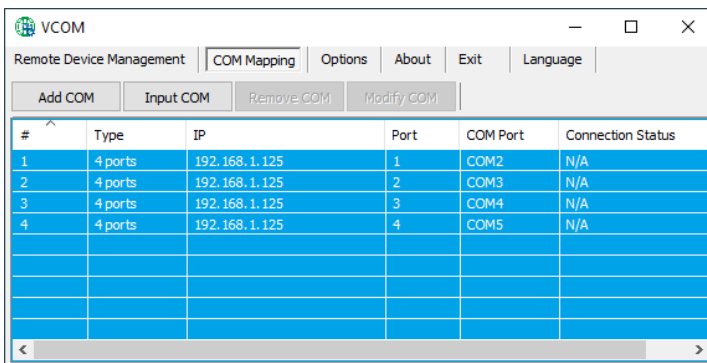 VCOM
Remote Device Management COM Mapping Options About Exit Language
Add COM Input COM Remove COM Modify COM
# Type IP Port COM Port Connection Status
1 4 ports 192.168.1.125 1 COM2 N/A
2 4 ports 192.168.1.125 2 COM3 N/A
3 4 ports 192.168.1.125 3 COM4 N/A
4 4 ports 192.168.1.125 4 COM5 N/A